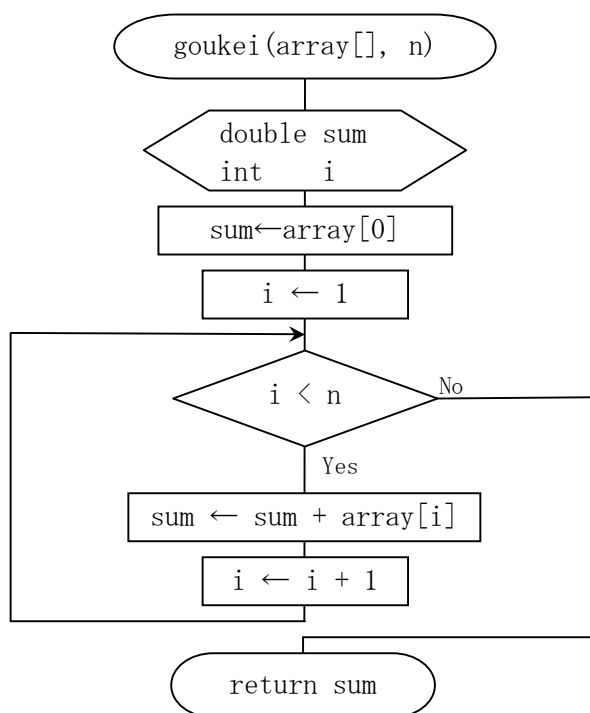 goukei(array[], n)
double sum
int i
sum←array[0]
i ← 1
i < n
No
Yes
sum ← sum + array[i]
i ← i + 1
return sum